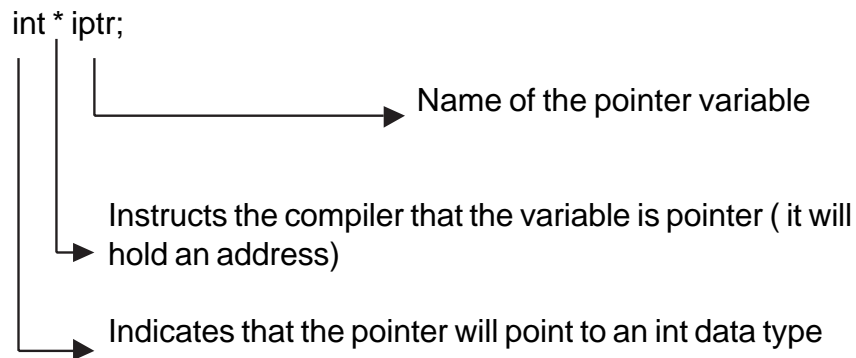 int * iptr;
Name of the pointer variable
Instructs the compiler that the variable is pointer ( it will
hold an address)
Indicates that the pointer will point to an int data type